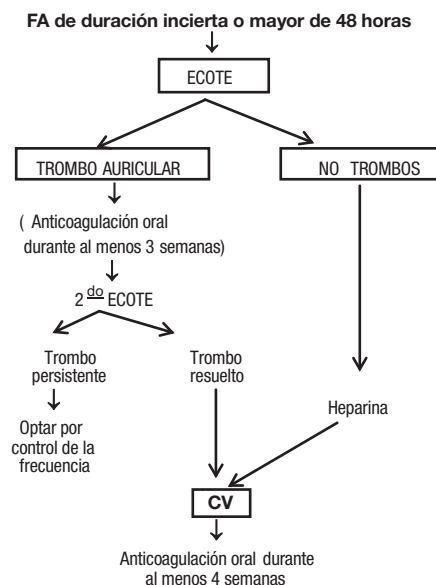 FA de duración incierta o mayor de 48 horas
ECOTE
TROMBO AURICULAR
NO TROMBOS
( Anticoagulación oral
durante al menos 3 semanas)
2 do ECOTE
Trombo
persistente
Trombo
resuelto
Optar por
control de la
frecuencia
Heparina
CV
Anticoagulación oral durante
al menos 4 semanas